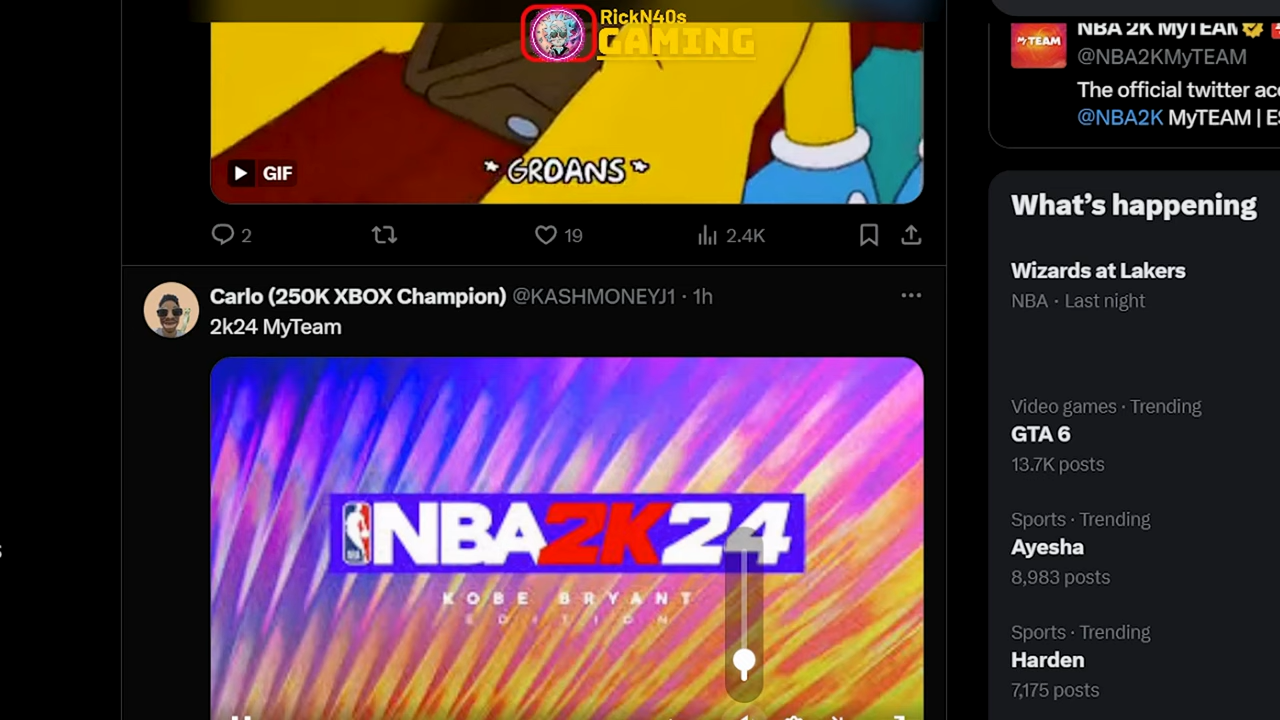 RickN40s
GAMING
* GROANS *
GIF
2
19
2.4K
Carlo (250K XBOX Champion) @KASHMONEYJ1 · 1h
2k24 MyTeam
NBA2K24
KOBE BRYANT
EDITION
MY TEAM
NBA 2K MyTEAM
@NBA2KMyTEAM
The official twitter acc
@NBA2K MyTEAM | ES
What's happening
Wizards at Lakers
NBA · Last night
Video games · Trending
GTA 6
13.7K posts
Sports · Trending
Ayesha
8,983 posts
Sports · Trending
Harden
7,175 posts